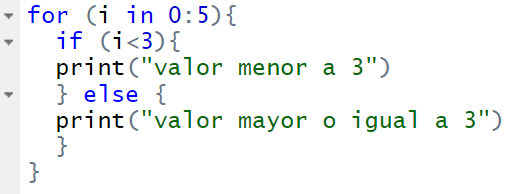 for (i in 0:5){
  if (i<3){
  print("valor menor a 3")
  } else {
  print("valor mayor o igual a 3")
  }
}